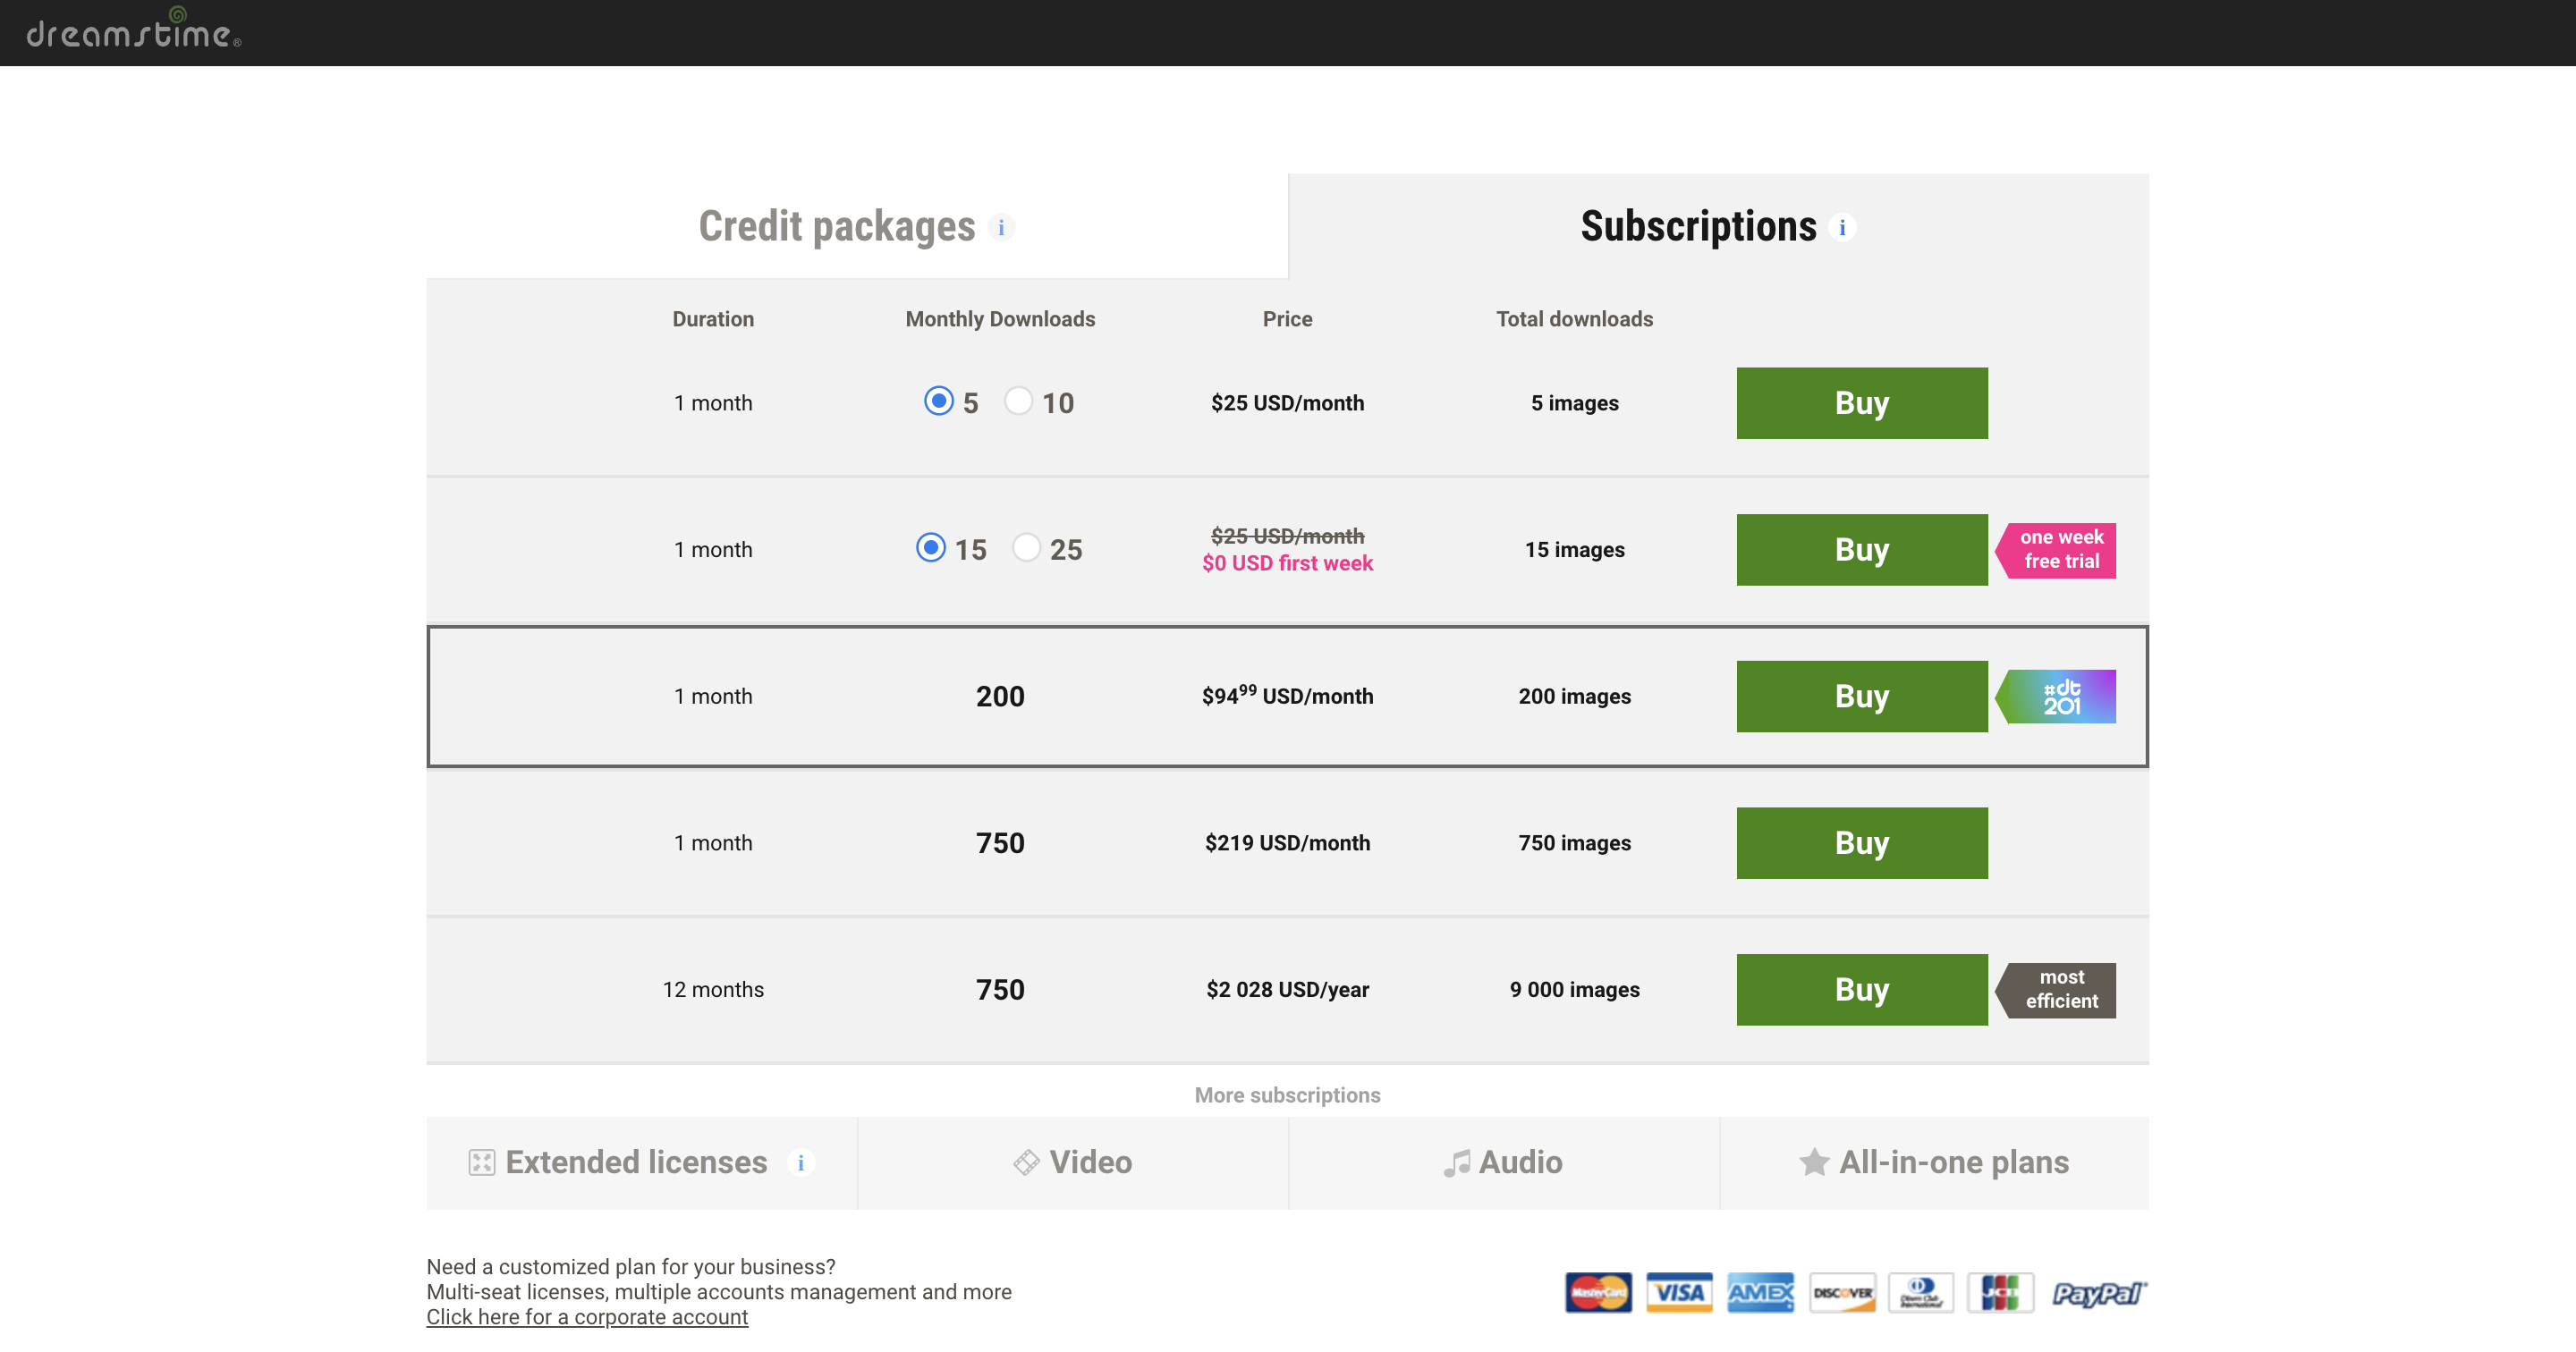 dreamstime®
Credit packages i
Subscriptions i
Duration Monthly Downloads Price Total downloads
1 month 5 10 $25 USD/month 5 images Buy
1 month 15 25 $25 USD/month 15 images Buy one week
$0 USD first week free trial
1 month 200 $94⁹⁹ USD/month 200 images Buy #dt
201
1 month 750 $219 USD/month 750 images Buy
12 months 750 $2 028 USD/year 9 000 images Buy most
efficient
More subscriptions
Extended licenses i Video Audio All-in-one plans
Need a customized plan for your business?
Multi-seat licenses, multiple accounts management and more
Click here for a corporate account
MasterCard VISA AMEX DISCOVER Diners Club International JCB PayPal